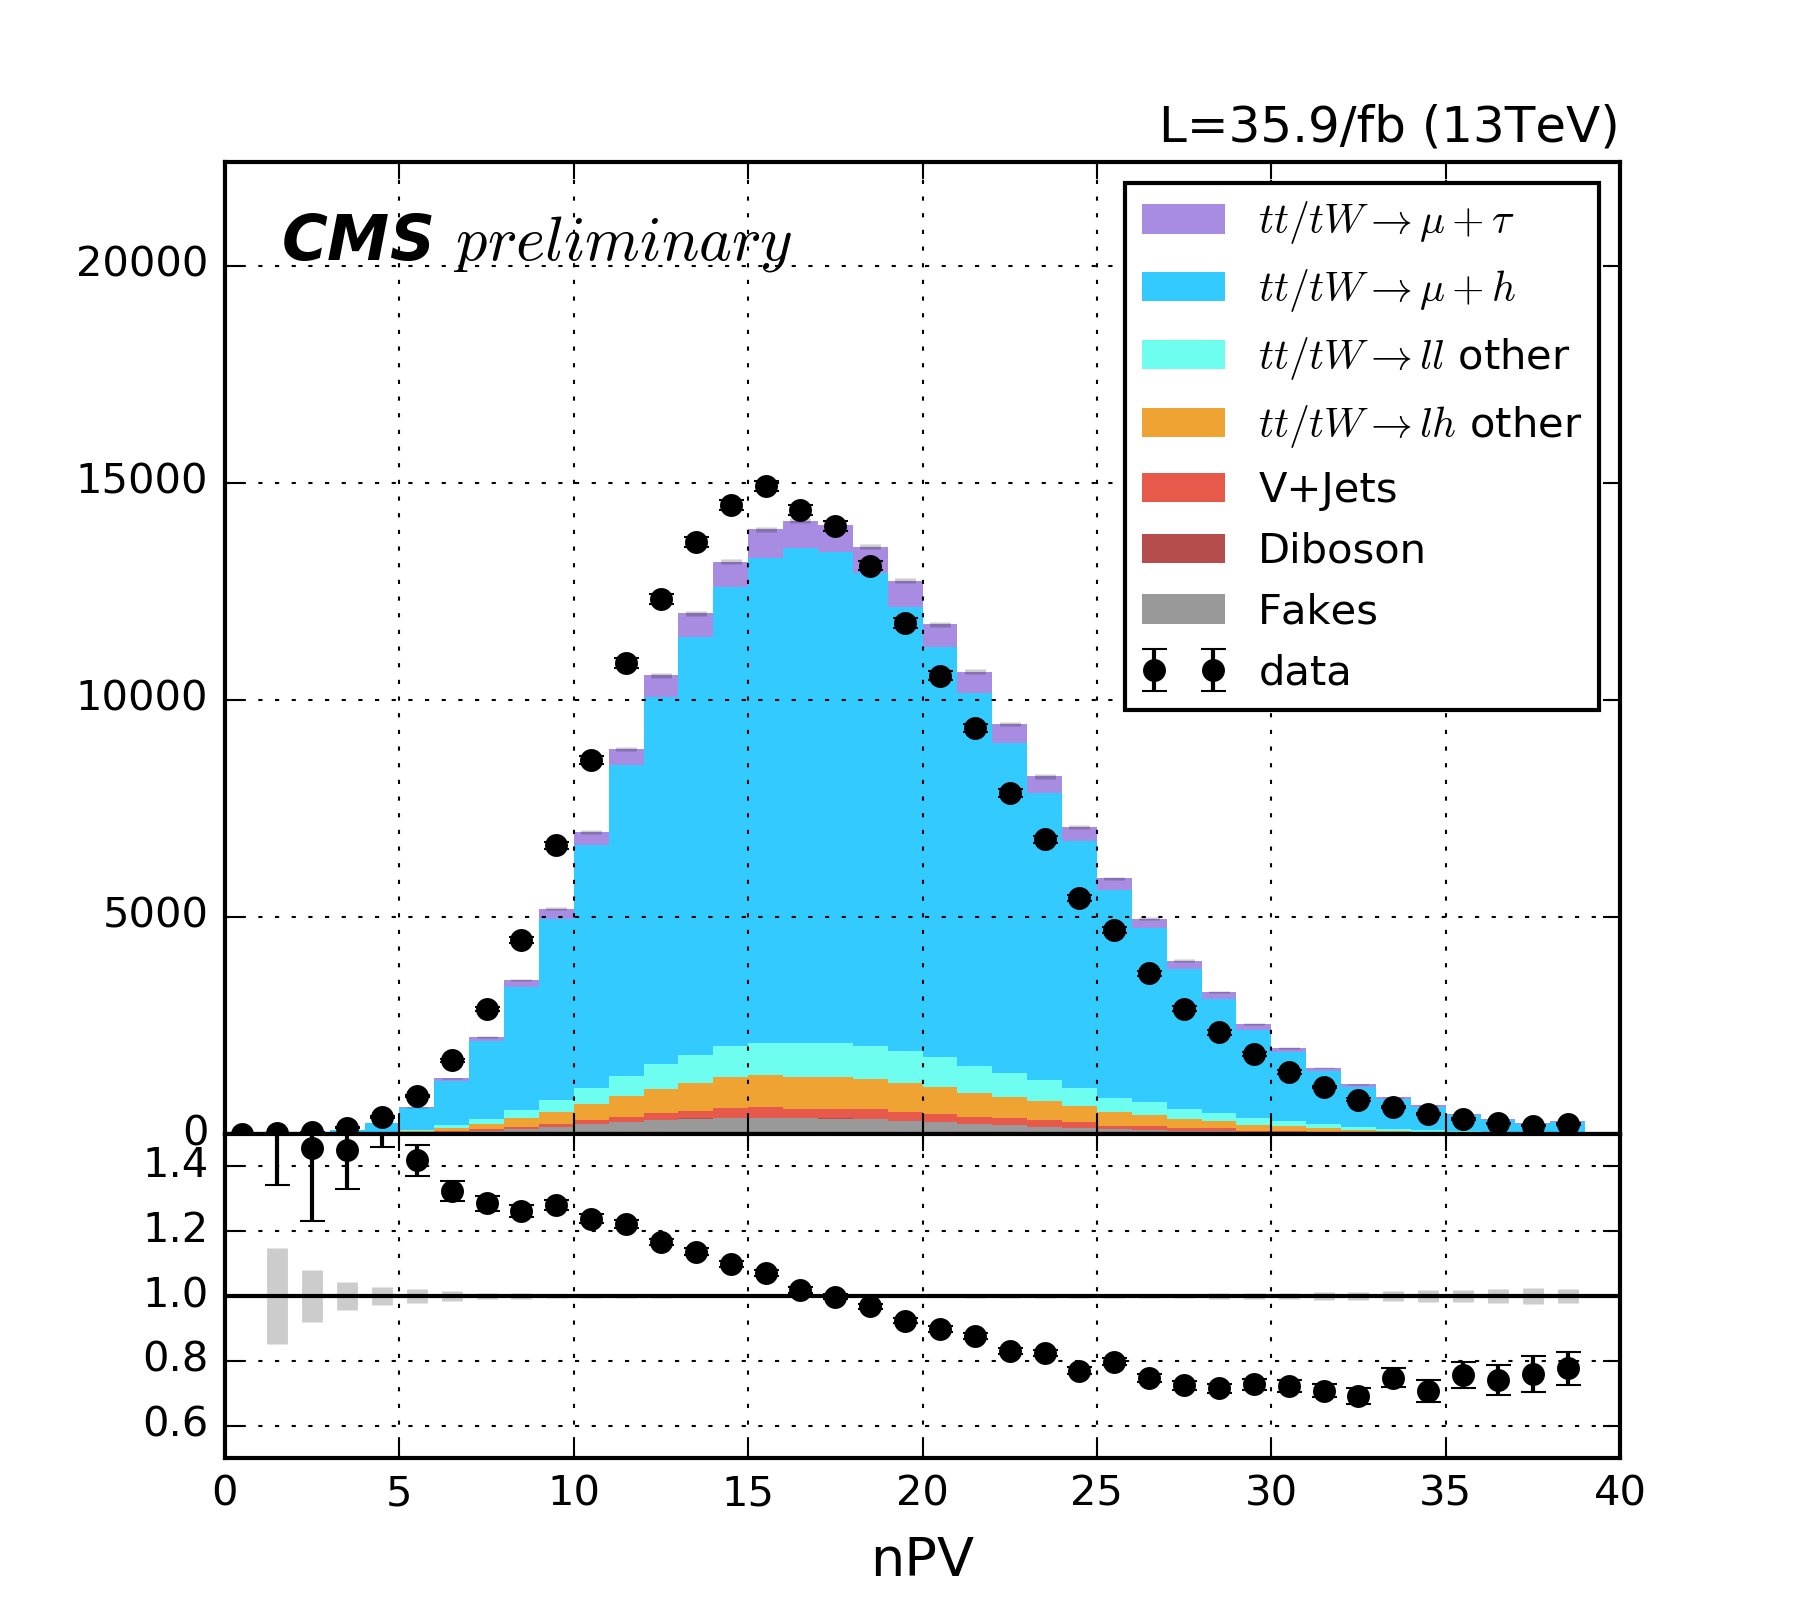 L=35.9/fb (13TeV)
CMS preliminary
tt/tW→μ+τ
tt/tW→μ+h
tt/tW→ll other
tt/tW→lh other
V+Jets
Diboson
Fakes
data
20000
15000
10000
5000
0
1.4
1.2
1.0
0.8
0.6
0 5 10 15 20 25 30 35 40
nPV